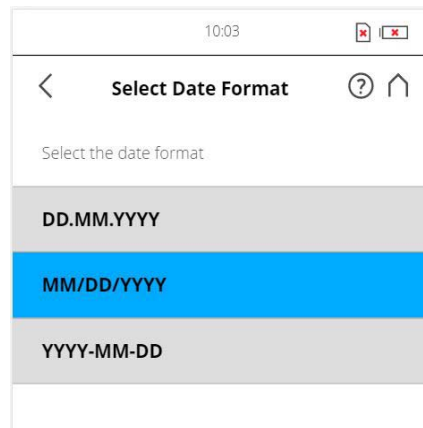 10:03
Select Date Format
?
Select the date format
DD.MM.YYYY
MM/DD/YYYY
YYYY-MM-DD